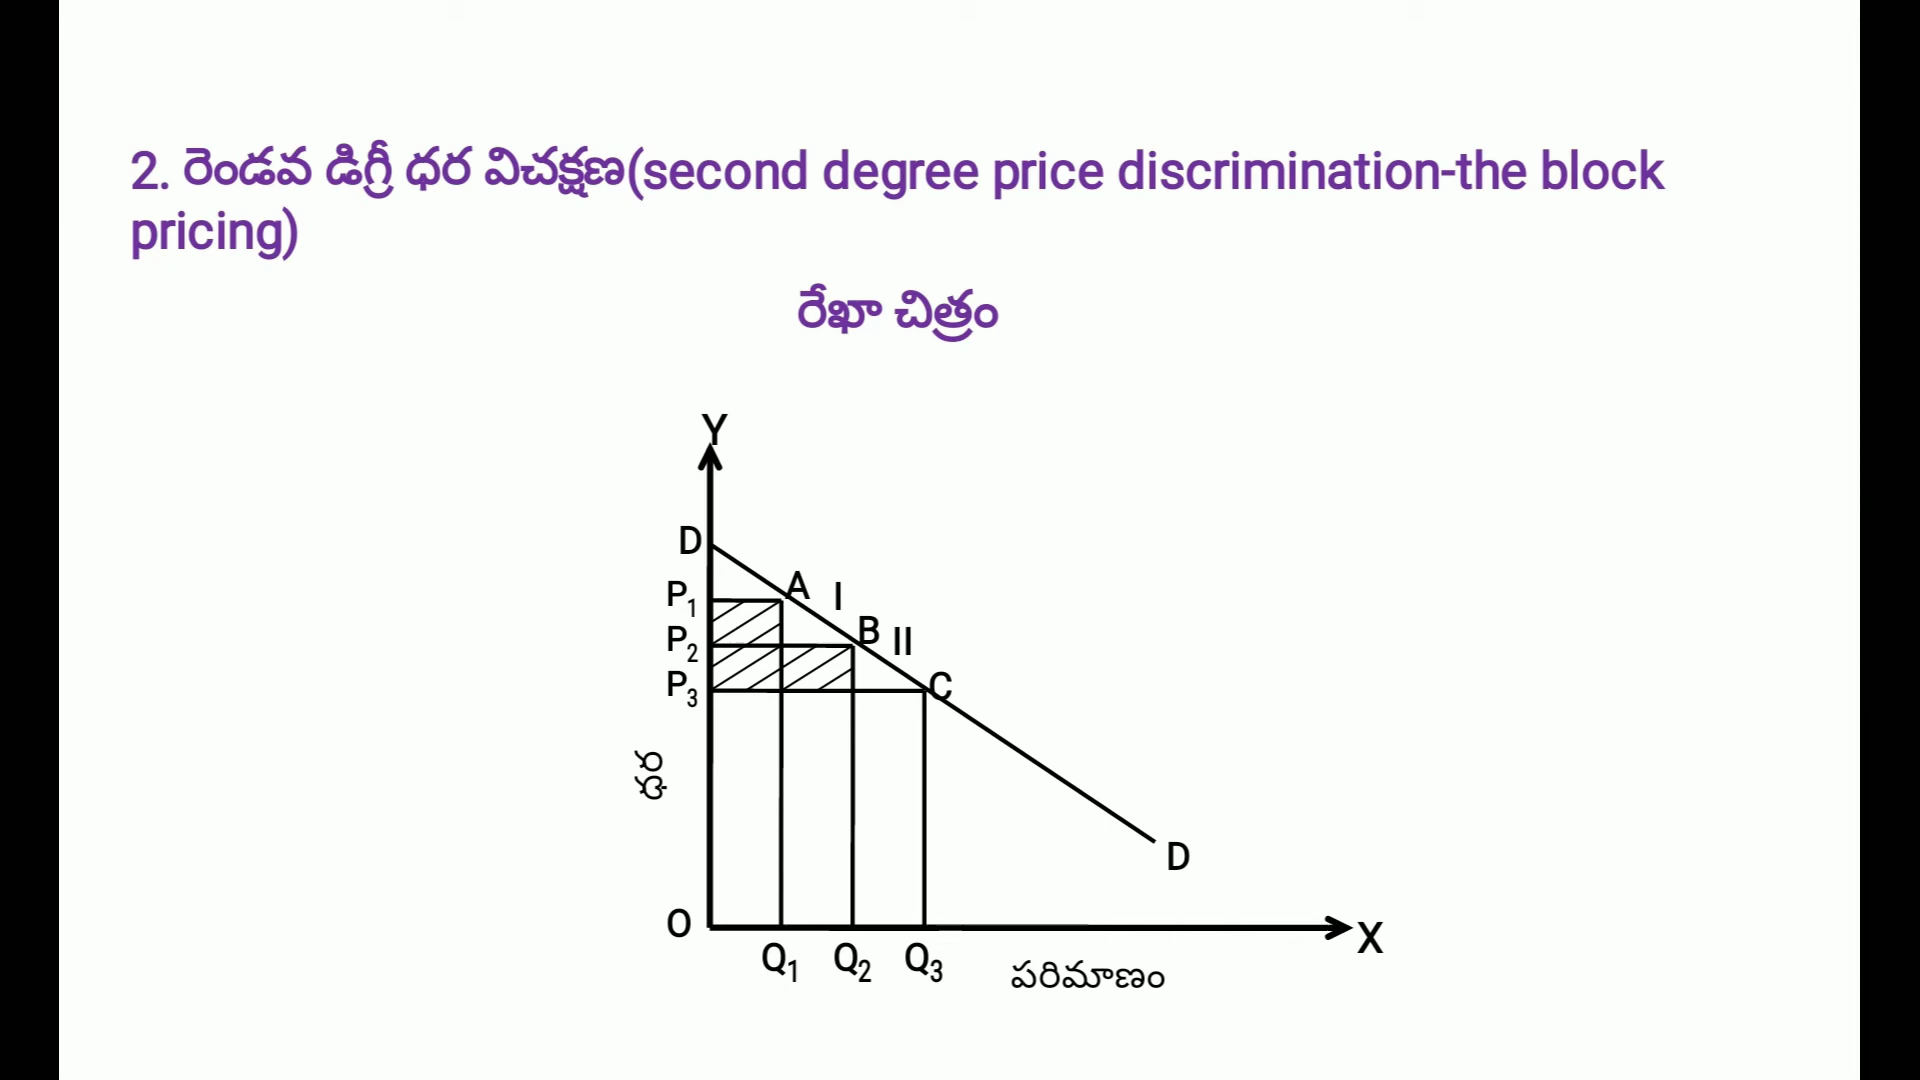 2. రెండవ డిగ్రీ ధర విచక్షణ(second degree price discrimination-the block
pricing)
రేఖా చిత్రం
Y
D
A I
P1
B II
P2
C
P3
ధర
D
O
X
Q1 Q2 Q3
పరిమాణం